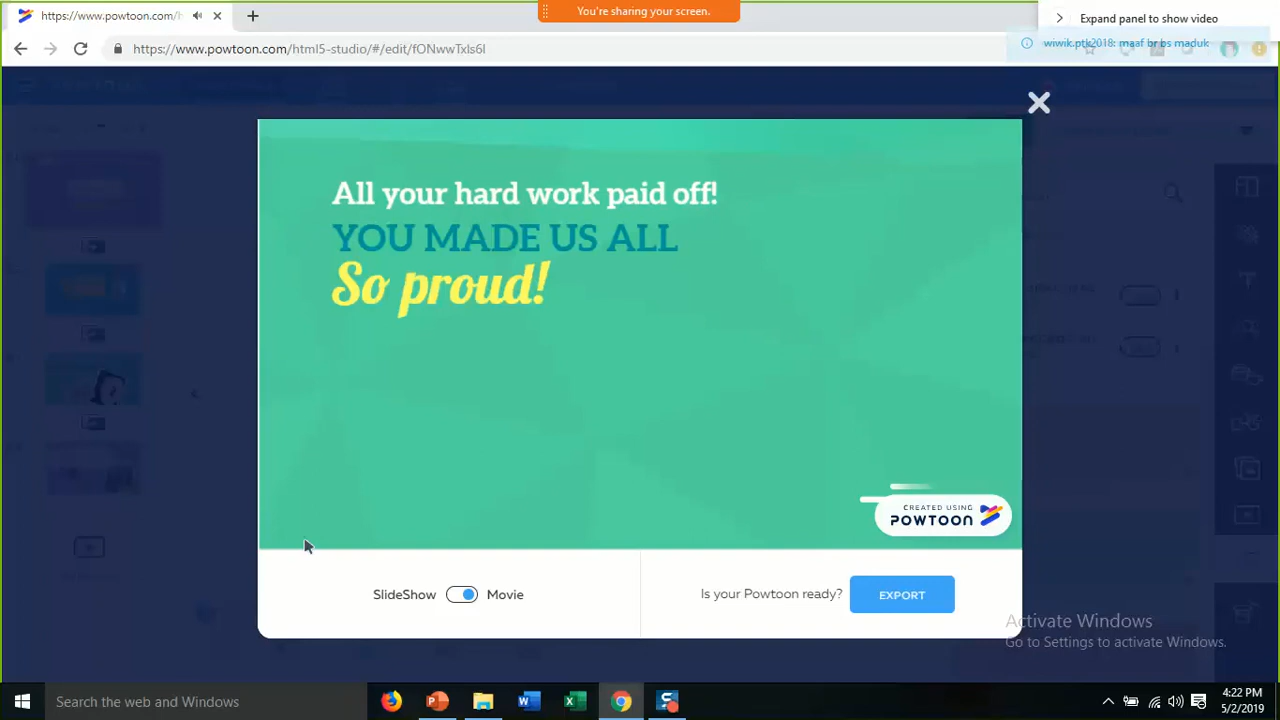 https://www.powtoon.com/h
You're sharing your screen.
Expand panel to show video
https://www.powtoon.com/html5-studio/#/edit/fONwwTxls6I
wiwik.ptk2018: maaf br bs maduk
All your hard work paid off!
YOU MADE US ALL
So proud!
CREATED USING
POWTOON
SlideShow
Movie
Is your Powtoon ready?
EXPORT
Activate Windows
Go to Settings to activate Windows.
Search the web and Windows
4:22 PM
5/2/2019